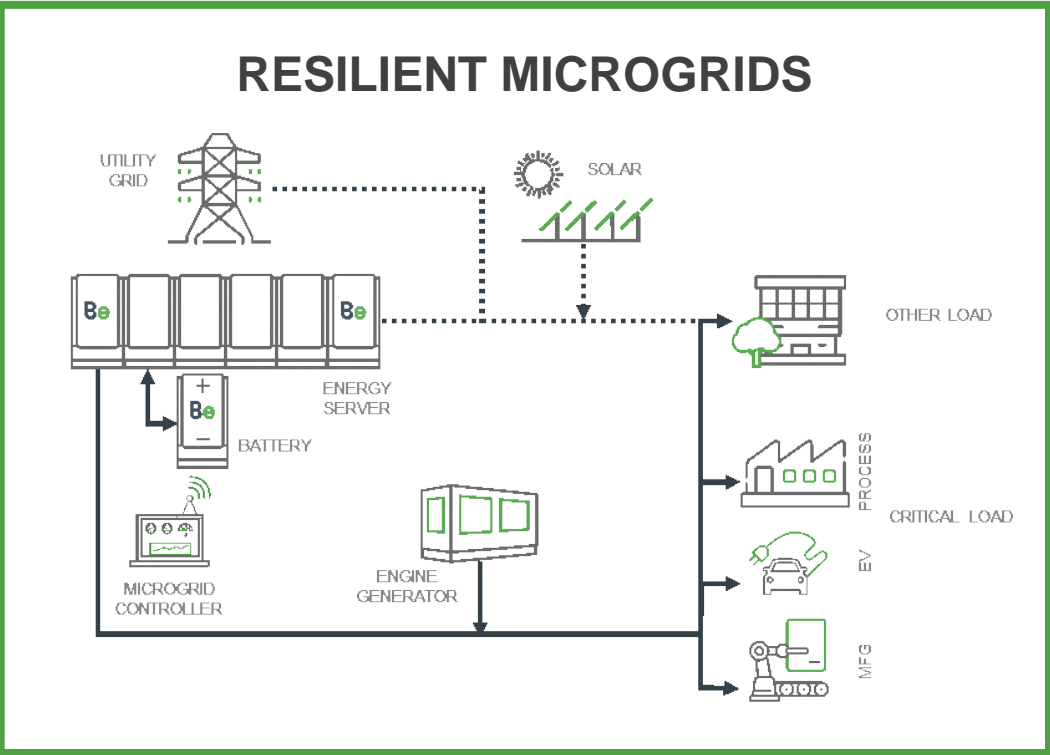 RESILIENT MICROGRIDS
UTILITY
GRID
SOLAR
Be
Be
OTHER LOAD
ENERGY
SERVER
+
Be
–
BATTERY
PROCESS
CRITICAL LOAD
EV
MICROGRID
CONTROLLER
ENGINE
GENERATOR
MFG